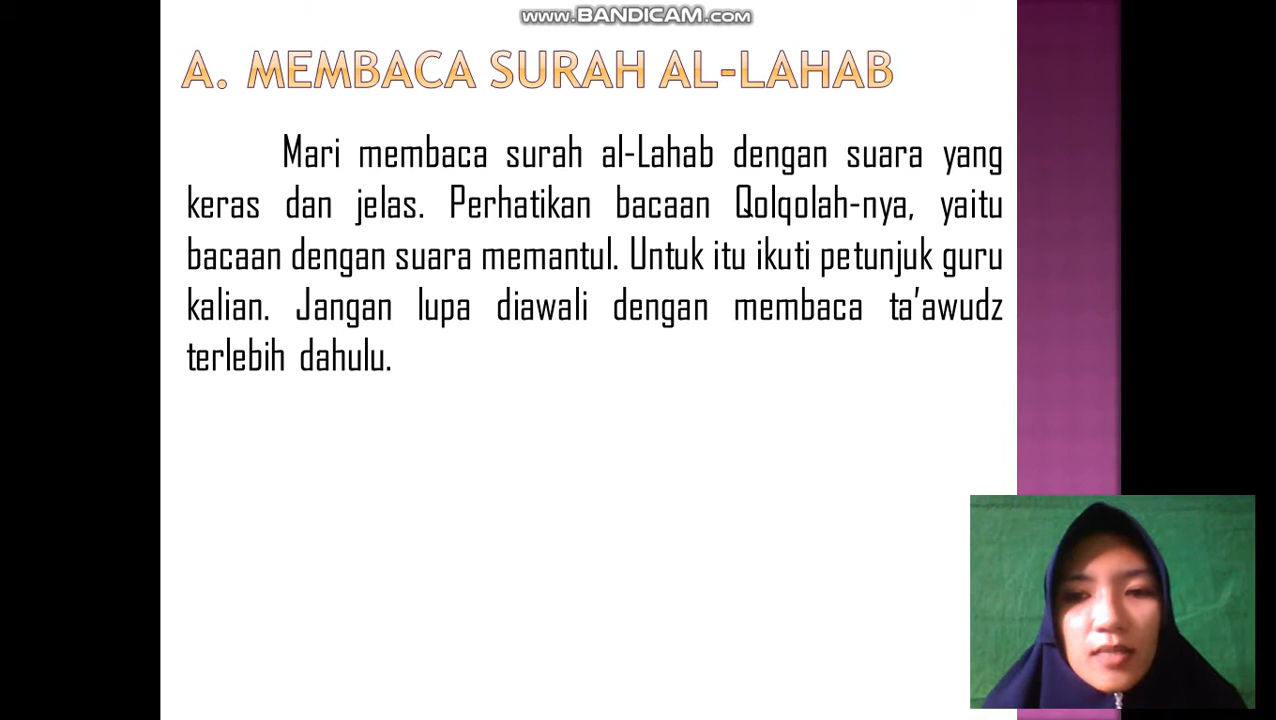 www.BANDICAM.com
A. MEMBACA SURAH AL-LAHAB
Mari membaca surah al-Lahab dengan suara yang
keras dan jelas. Perhatikan bacaan Qolqolah-nya, yaitu
bacaan dengan suara memantul. Untuk itu ikuti petunjuk guru
kalian. Jangan lupa diawali dengan membaca ta'awudz
terlebih dahulu.